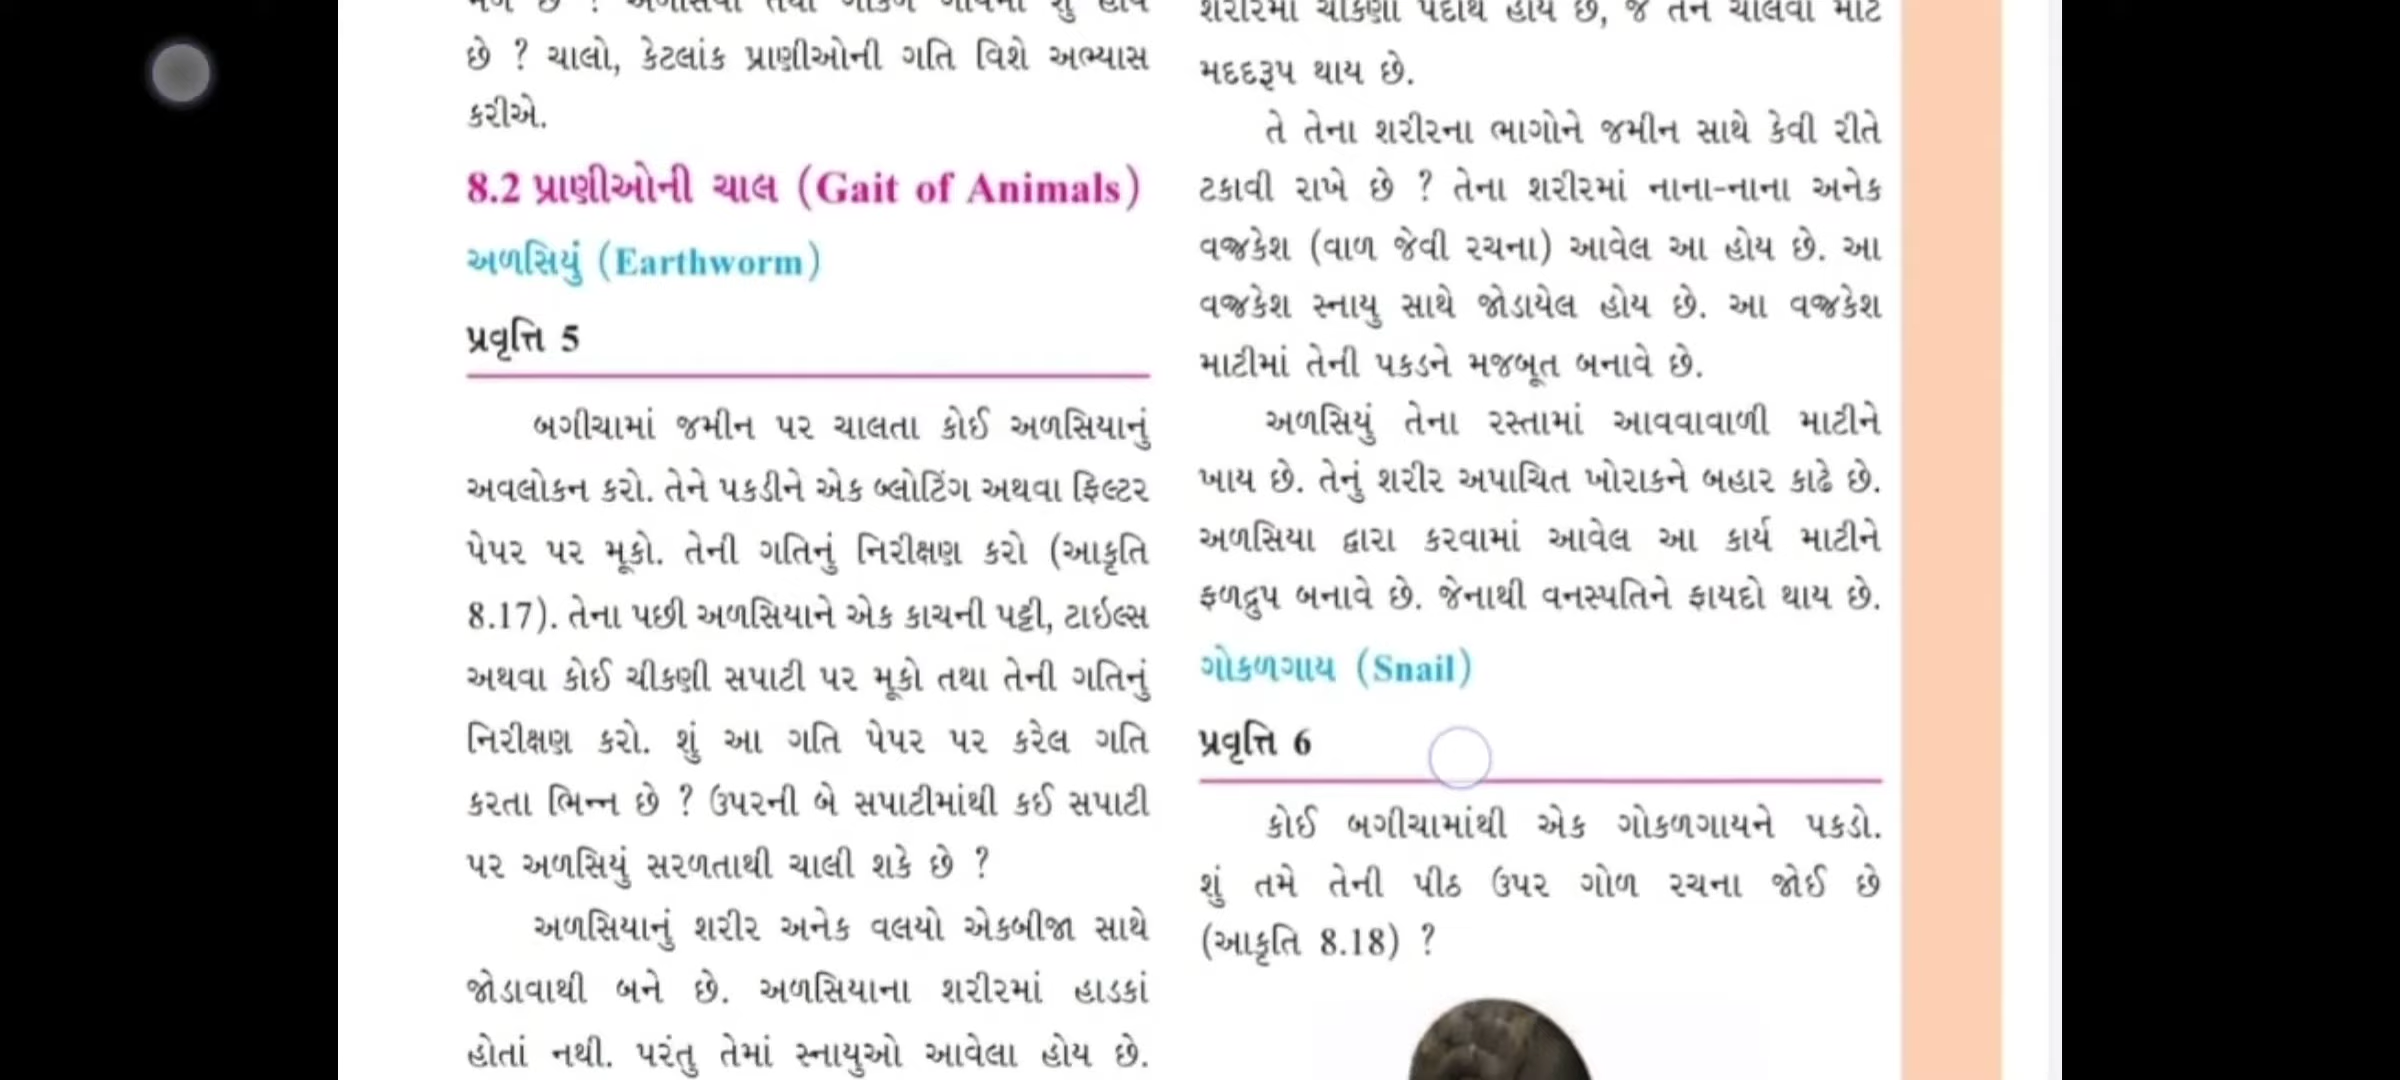 છે ? ચાલો, કેટલાંક પ્રાણીઓની ગતિ વિશે અભ્યાસ
કરીએ.
8.2 પ્રાણીઓની ચાલ (Gait of Animals)
અળસિયું (Earthworm)
પ્રવૃત્તિ 5
બગીચામાં જમીન પર ચાલતા કોઈ અળસિયાનું
અવલોકન કરો. તેને પકડીને એક બ્લોટિંગ અથવા ફિલ્ટર
પેપર પર મૂકો. તેની ગતિનું નિરીક્ષણ કરો (આકૃતિ
8.17). તેના પછી અળસિયાને એક કાચની પટ્ટી, ટાઇલ્સ
અથવા કોઈ ચીકણી સપાટી પર મૂકો તથા તેની ગતિનું
નિરીક્ષણ કરો. શું આ ગતિ પેપર પર કરેલ ગતિ
કરતા ભિન્ન છે ? ઉપરની બે સપાટીમાંથી કઈ સપાટી
પર અળસિયું સરળતાથી ચાલી શકે છે ?
અળસિયાનું શરીર અનેક વલયો એકબીજા સાથે
જોડાવાથી બને છે. અળસિયાના શરીરમાં હાડકાં
હોતાં નથી. પરંતુ તેમાં સ્નાયુઓ આવેલા હોય છે.
શરીરમાં ચીકણો પદાર્થ હોય છે, જે તેને ચાલવા માટે
મદદરૂપ થાય છે.
તે તેના શરીરના ભાગોને જમીન સાથે કેવી રીતે
ટકાવી રાખે છે ? તેના શરીરમાં નાના-નાના અનેક
વજ્રકેશ (વાળ જેવી રચના) આવેલ આ હોય છે. આ
વજ્રકેશ સ્નાયુ સાથે જોડાયેલ હોય છે. આ વજ્રકેશ
માટીમાં તેની પકડને મજબૂત બનાવે છે.
અળસિયું તેના રસ્તામાં આવવાવાળી માટીને
ખાય છે. તેનું શરીર અપાચિત ખોરાકને બહાર કાઢે છે.
અળસિયા દ્વારા કરવામાં આવેલ આ કાર્ય માટીને
ફળદ્રુપ બનાવે છે. જેનાથી વનસ્પતિને ફાયદો થાય છે.
ગોકળગાય (Snail)
પ્રવૃત્તિ 6
કોઈ બગીચામાંથી એક ગોકળગાયને પકડો.
શું તમે તેની પીઠ ઉપર ગોળ રચના જોઈ છે
(આકૃતિ 8.18) ?